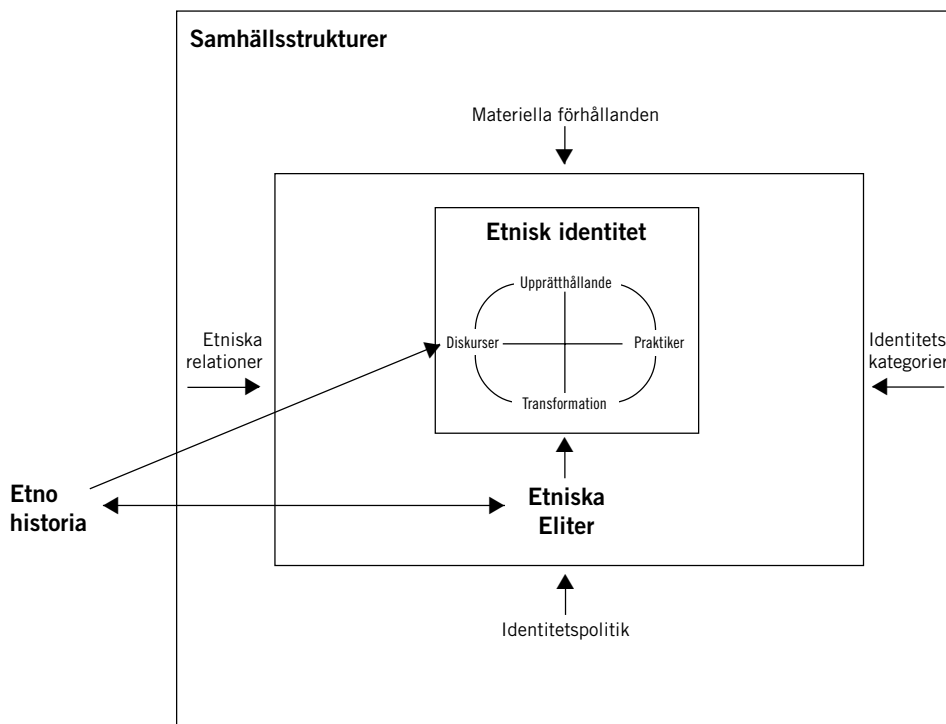 Samhällsstrukturer
Materiella förhållanden
Etnisk identitet
Upprätthållande
Etniska
relationer
Diskurser
Praktiker
Identitets
kategorier
Transformation
Etno
historia
Etniska
Eliter
Identitetspolitik